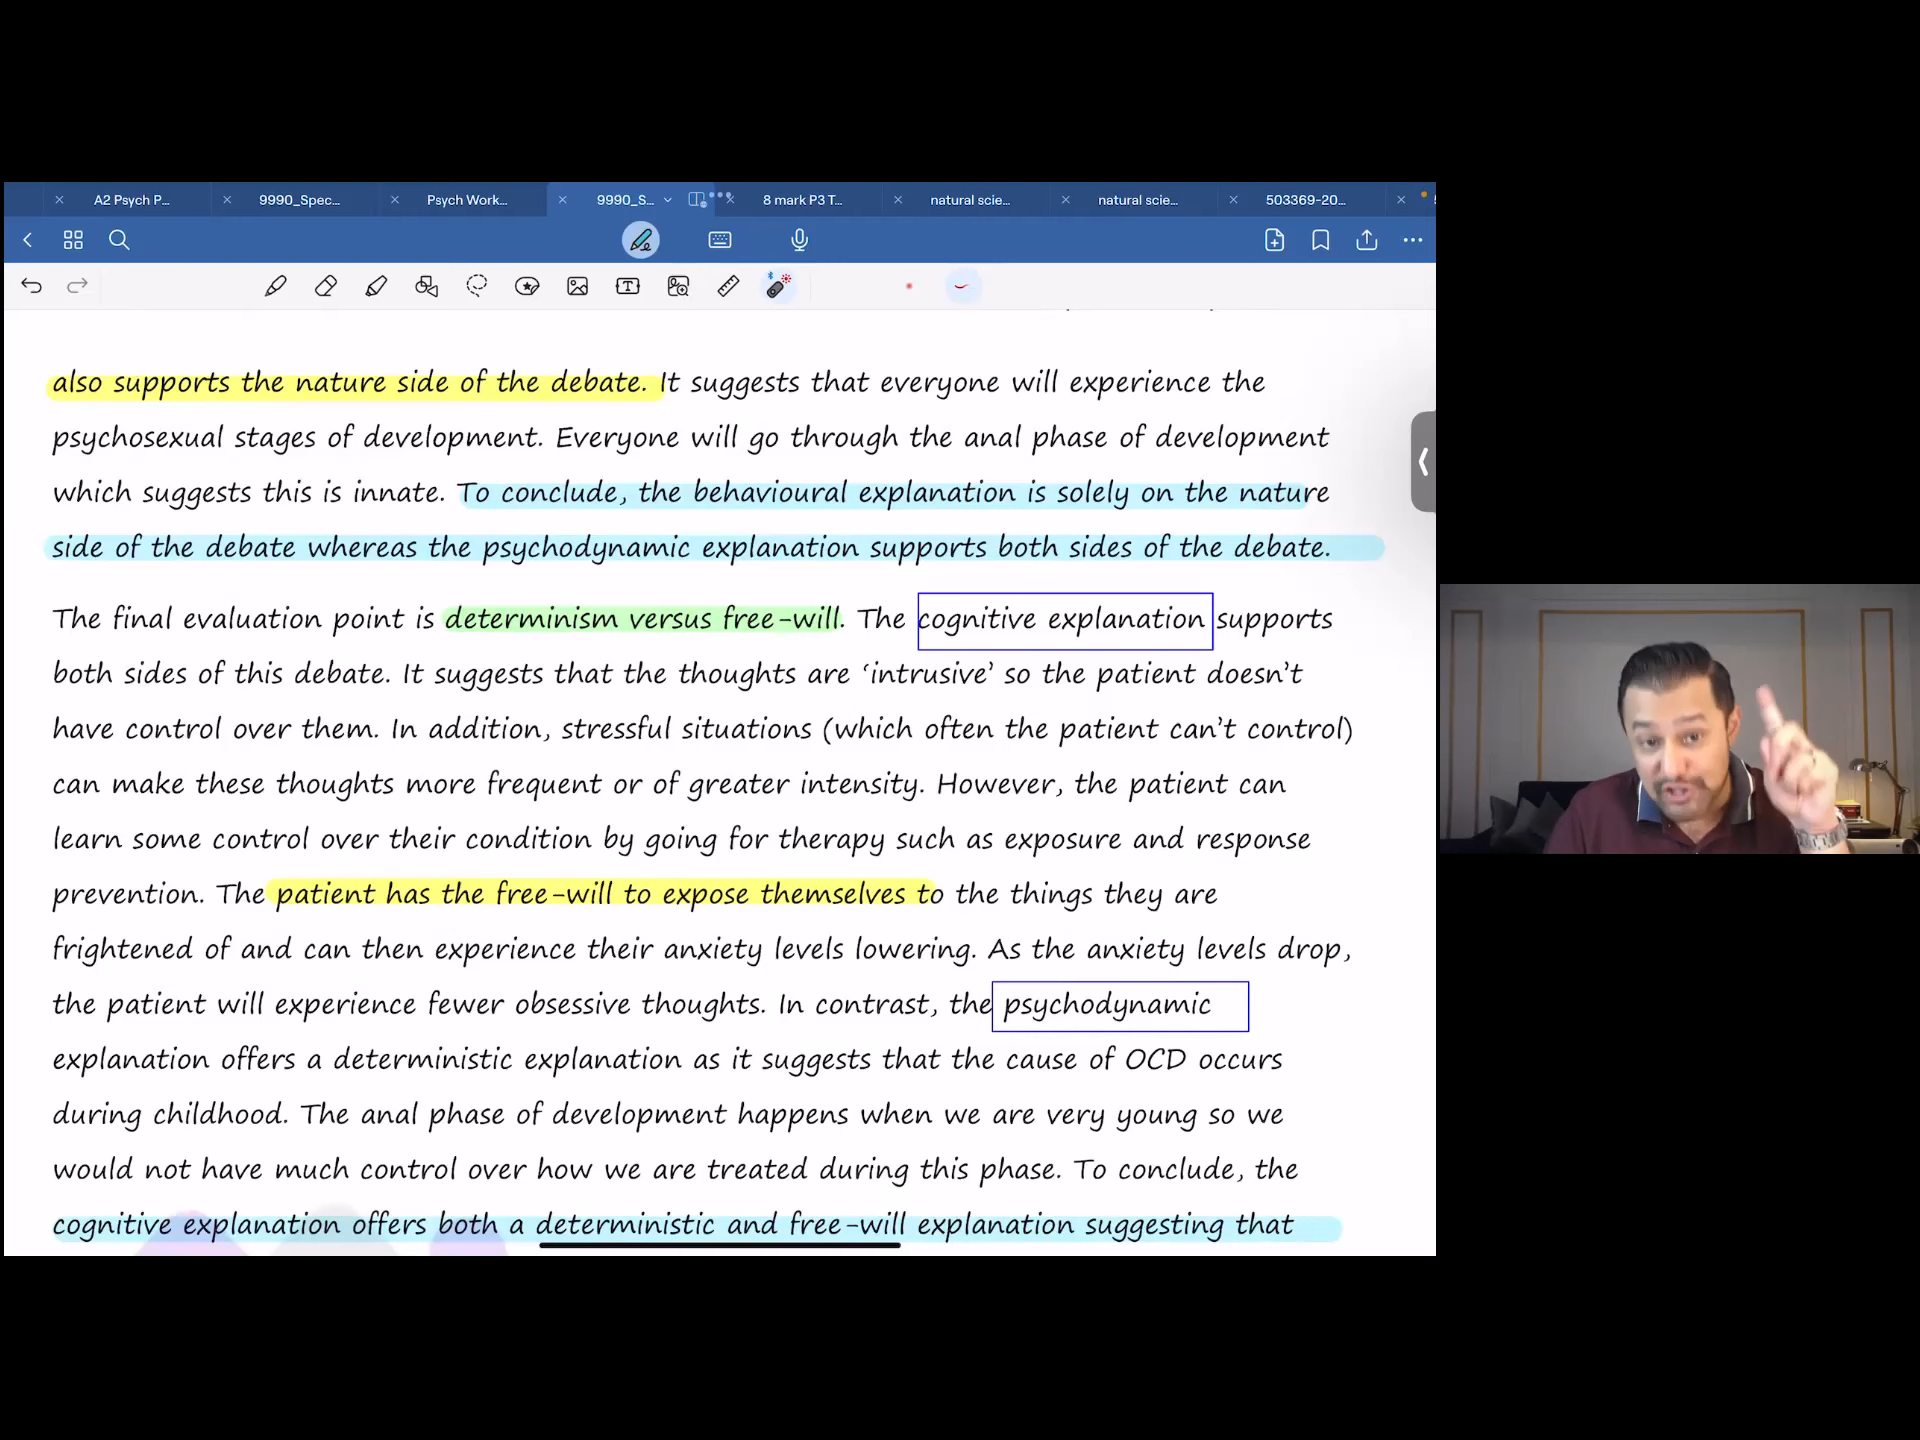 A2 Psych P...
9990_Spec...
Psych Work...
9990_S...
8 mark P3 T...
natural scie...
natural scie...
503369-20...
also supports the nature side of the debate. It suggests that everyone will experience the
psychosexual stages of development. Everyone will go through the anal phase of development
which suggests this is innate. To conclude, the behavioural explanation is solely on the nature
side of the debate whereas the psychodynamic explanation supports both sides of the debate.
The final evaluation point is determinism versus free-will. The cognitive explanation supports
both sides of this debate. It suggests that the thoughts are ‘intrusive’ so the patient doesn’t
have control over them. In addition, stressful situations (which often the patient can’t control)
can make these thoughts more frequent or of greater intensity. However, the patient can
learn some control over their condition by going for therapy such as exposure and response
prevention. The patient has the free-will to expose themselves to the things they are
frightened of and can then experience their anxiety levels lowering. As the anxiety levels drop,
the patient will experience fewer obsessive thoughts. In contrast, the psychodynamic
explanation offers a deterministic explanation as it suggests that the cause of OCD occurs
during childhood. The anal phase of development happens when we are very young so we
would not have much control over how we are treated during this phase. To conclude, the
cognitive explanation offers both a deterministic and free-will explanation suggesting that